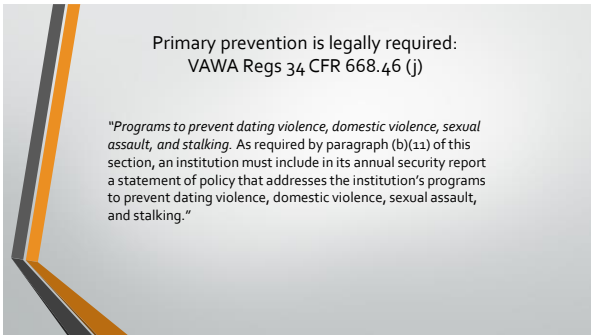 Primary prevention is legally required:
VAWA Regs 34 CFR 668.46 (j)
“Programs to prevent dating violence, domestic violence, sexual
assault, and stalking. As required by paragraph (b)(11) of this
section, an institution must include in its annual security report
a statement of policy that addresses the institution’s programs
to prevent dating violence, domestic violence, sexual assault,
and stalking.”